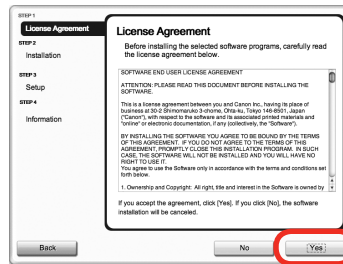 STEP 1
License Agreement
STEP 2
Installation
STEP 3
Setup
STEP 4
Information
License Agreement
Before installing the selected software programs, carefully read
the license agreement below.
SOFTWARE END USER LICENSE AGREEMENT
ATTENTION: PLEASE READ THIS DOCUMENT BEFORE INSTALLING THE
SOFTWARE.
This is a license agreement between you and Canon Inc., having its place of
business at 30-2 Shimomaruko 3-chome, Ohta-ku, Tokyo 146-8501, Japan
("Canon"), with respect to the software and its associated printed materials and
"online" or electronic documentation, if any (collectively, the "Software").
BY INSTALLING THE SOFTWARE YOU AGREE TO BE BOUND BY THE TERMS
OF THIS AGREEMENT. IF YOU DO NOT AGREE TO THE TERMS OF THIS
AGREEMENT, PROMPTLY CLOSE THIS INSTALLATION PROGRAM. IN SUCH
CASE, THE SOFTWARE WILL NOT BE INSTALLED AND YOU WILL HAVE NO
RIGHT TO USE IT.
You agree to use the Software only in accordance with the terms and conditions set
forth below.
1. Ownership and Copyright: All right, title and interest in the Software is owned by
If you accept the agreement, click [Yes]. If you click [No], the software
installation will be canceled.
Back
No
Yes